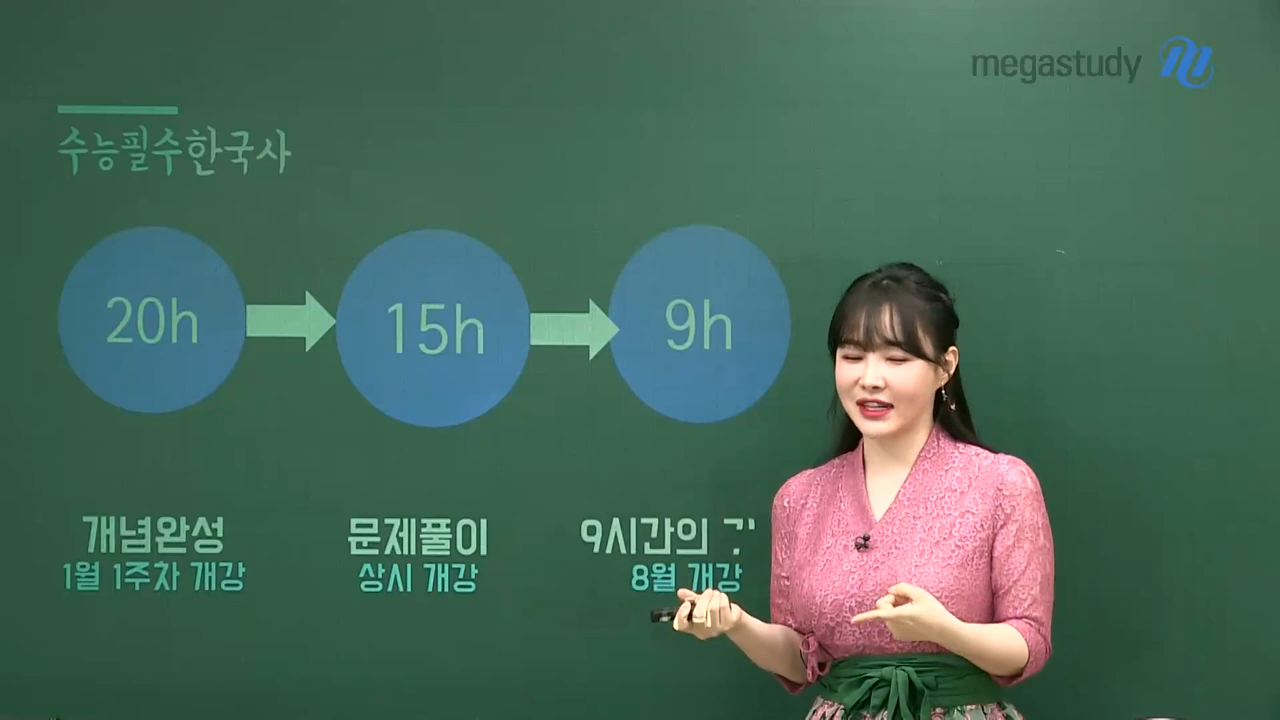 megastudy
수능필수한국사
20h
15h
9h
개념완성
1월 1주차 개강
문제풀이
상시 개강
9시간의
8월 개강